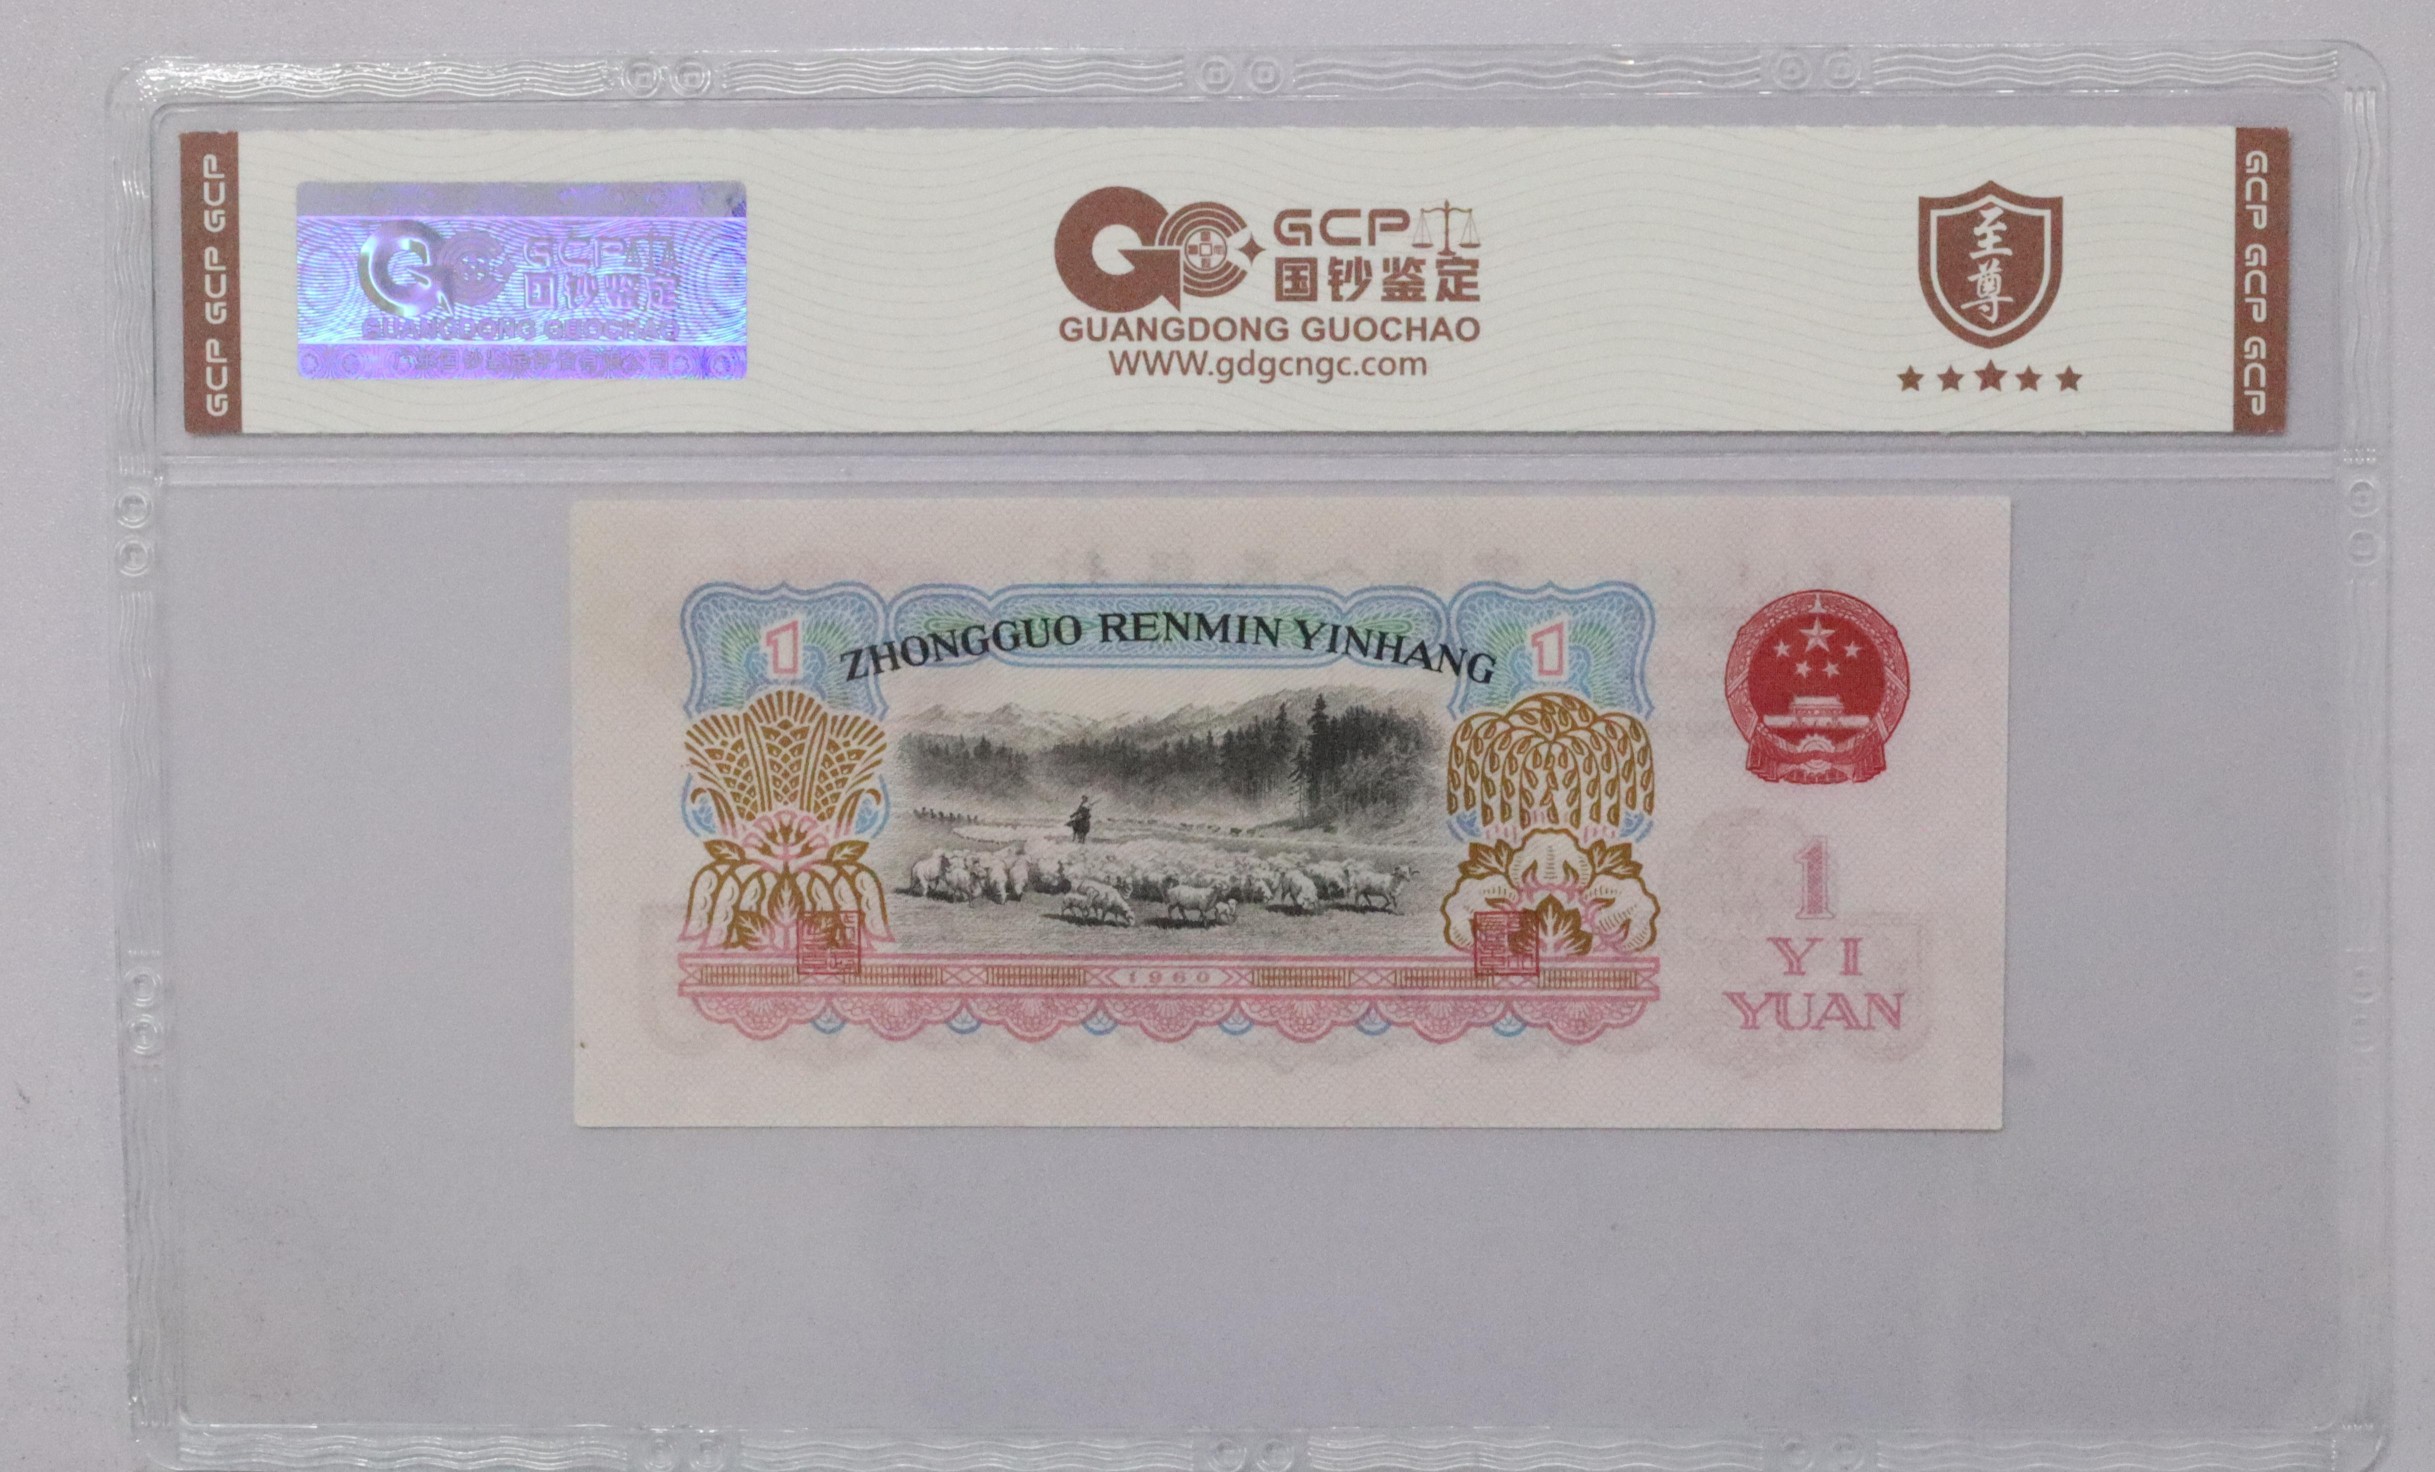 GCP GCP GCP
GCP
国钞鉴定
GUANGDONG GUOCHAO
GCP
国钞鉴定
GUANGDONG GUOCHAO
WWW.gdgcngc.com
至尊
GCP GCP GCP
ZHONGGUO RENMIN YINHANG
1
1
1960
1
YI
YUAN